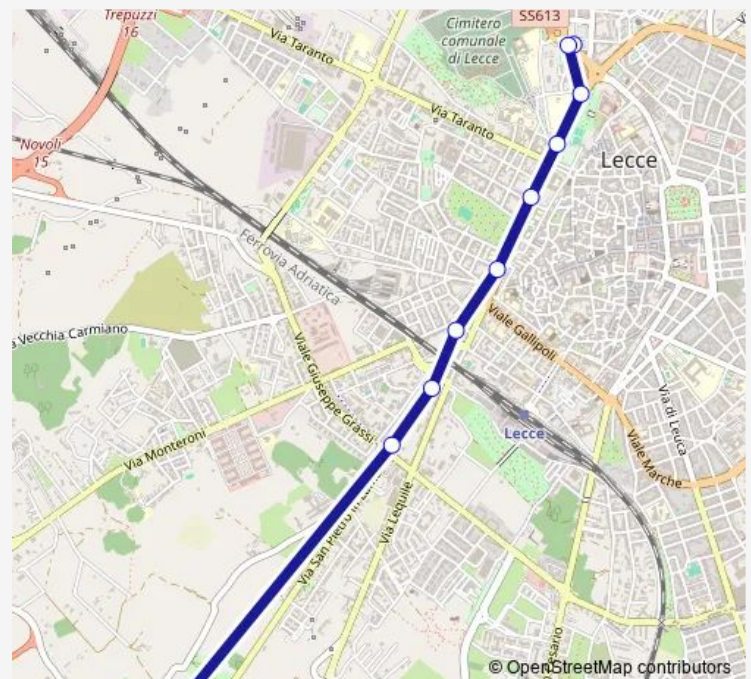 Trepuzzi
16
SS613
Cimitero
comunale
di Lecce
Via Taranto
Via Taranto
Novoli
15
Lecce
Ferrovia Adriatica
Vecchia Carmiano
Viale Gallipoli
Viale Giuseppe Grassi
Via Monteroni
Lecce
Via di Leuca
Viale Marche
Via Lequile
Via San Pietro in
© OpenStreetMap contributors